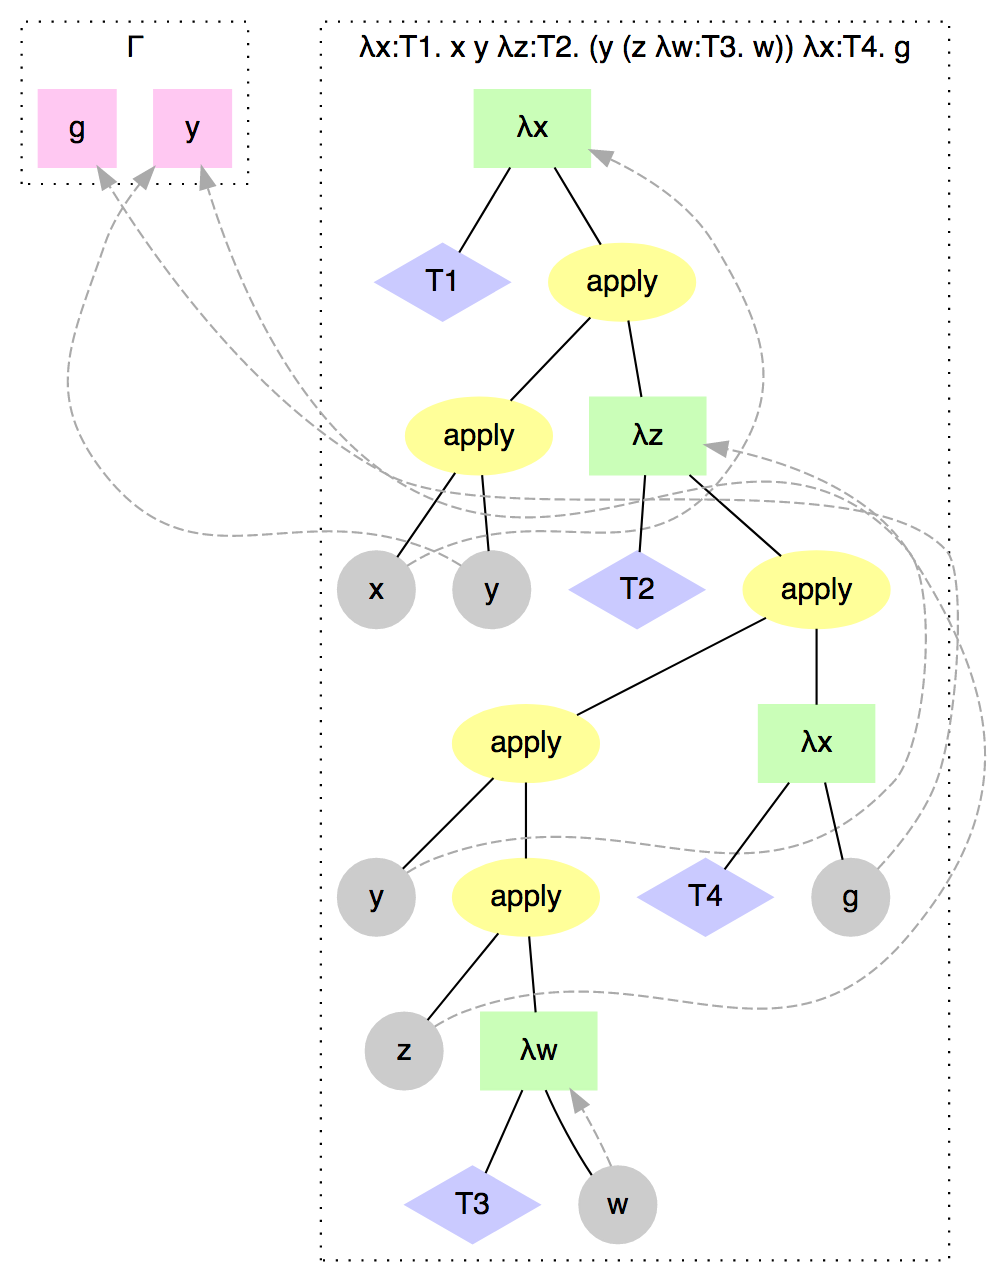 Γ
λx:T1. x y λz:T2. (y (z λw:T3. w)) λx:T4. g
g
y
λx
T1
apply
apply
λz
x
y
T2
apply
apply
λx
y
apply
T4
g
z
λw
T3
w